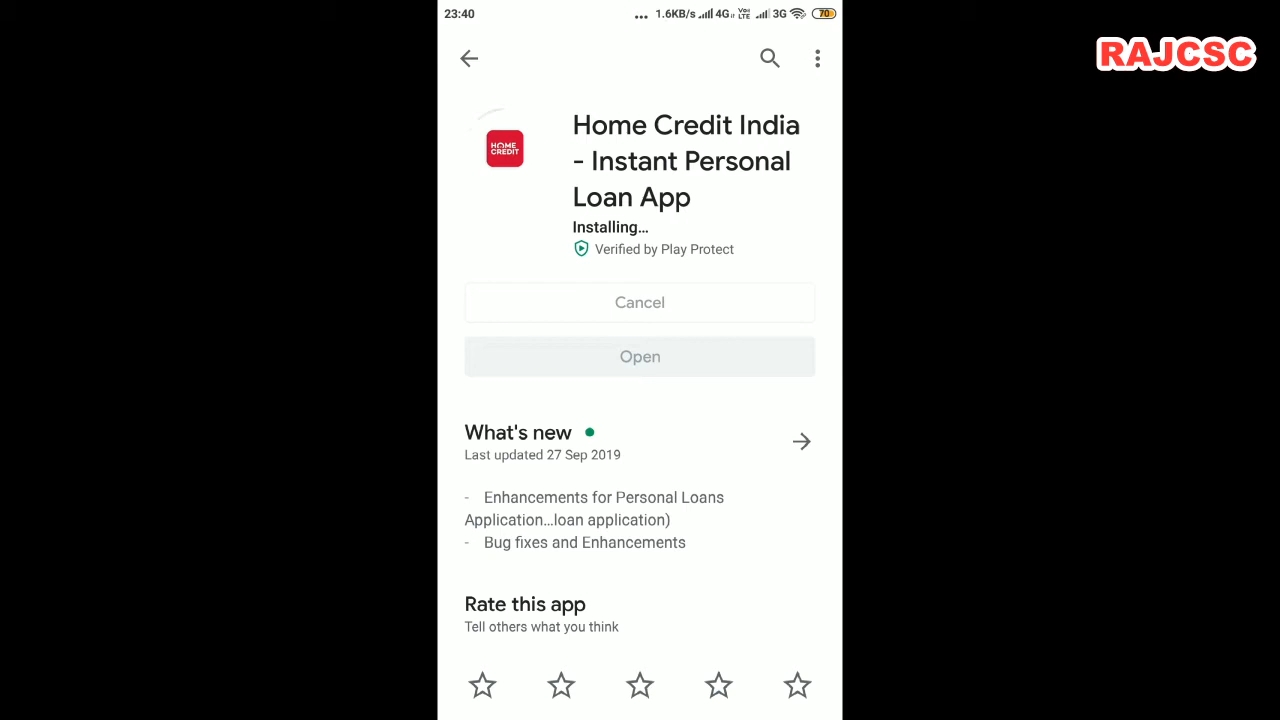 23:40
... 1.6KB/s 4G VoLTE 3G 70
RAJCSC
HOME
CREDIT
Home Credit India
- Instant Personal
Loan App
Installing...
Verified by Play Protect
Cancel
Open
What's new
Last updated 27 Sep 2019
- Enhancements for Personal Loans
Application...loan application)
- Bug fixes and Enhancements
Rate this app
Tell others what you think